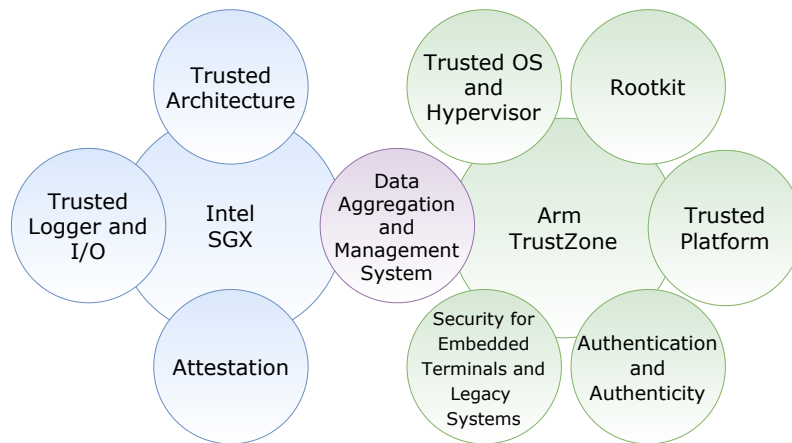 Trusted
Architecture
Trusted
Logger and
I/O
Intel
SGX
Attestation
Data
Aggregation
and
Management
System
Trusted OS
and
Hypervisor
Rootkit
Arm
TrustZone
Trusted
Platform
Security for
Embedded
Terminals and
Legacy
Systems
Authentication
and
Authenticity